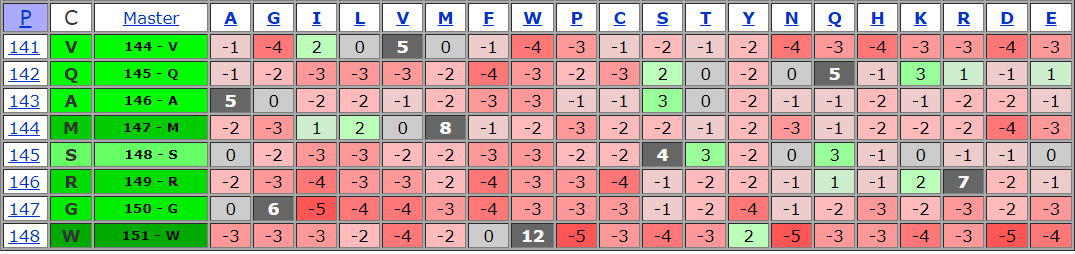 P C Master A G I L V M F W P C S T Y N Q H K R D E
141 V 144 - V -1 -4 2 0 5 0 -1 -4 -3 -1 -2 -1 -2 -4 -3 -4 -3 -3 -4 -3
142 Q 145 - Q -1 -2 -3 -3 -3 -2 -4 -3 -2 -3 2 0 -2 0 5 -1 3 1 -1 1
143 A 146 - A 5 0 -2 -2 -1 -2 -3 -3 -1 -1 3 0 -2 -1 -1 -2 -1 -2 -2 -1
144 M 147 - M -2 -3 1 2 0 8 -1 -2 -3 -2 -2 -1 -2 -3 -1 -2 -2 -2 -4 -3
145 S 148 - S 0 -2 -3 -3 -2 -2 -3 -3 -2 -2 4 3 -2 0 3 -1 0 -1 -1 0
146 R 149 - R -2 -3 -4 -3 -3 -2 -4 -3 -3 -4 -1 -2 -2 -1 1 -1 2 7 -2 -1
147 G 150 - G 0 6 -5 -4 -4 -3 -4 -3 -3 -3 -1 -2 -4 -1 -2 -3 -2 -3 -2 -3
148 W 151 - W -3 -3 -3 -2 -4 -2 0 12 -5 -3 -4 -3 2 -5 -3 -3 -4 -3 -5 -4